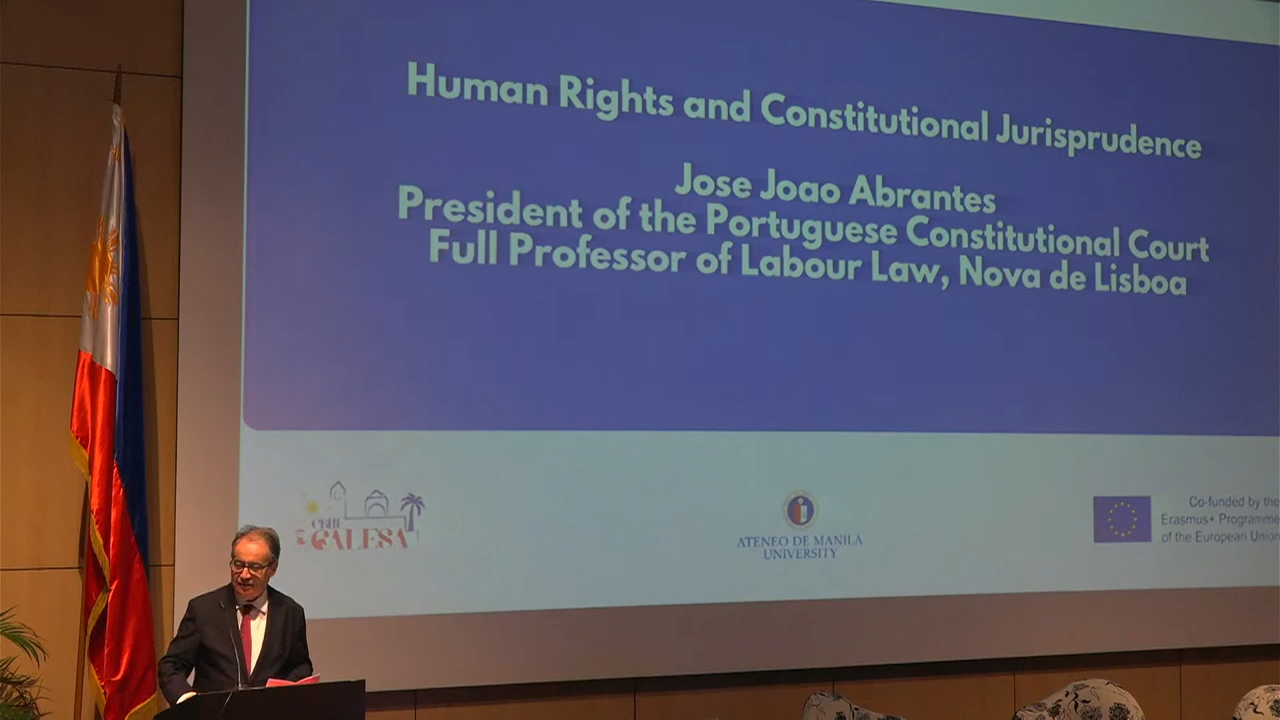 Human Rights and Constitutional Jurisprudence
Jose Joao Abrantes
President of the Portuguese Constitutional Court
Full Professor of Labour Law, Nova de Lisboa
CALESA
ATENEO DE MANILA
UNIVERSITY
Co-funded by the
Erasmus+ Programme
of the European Union